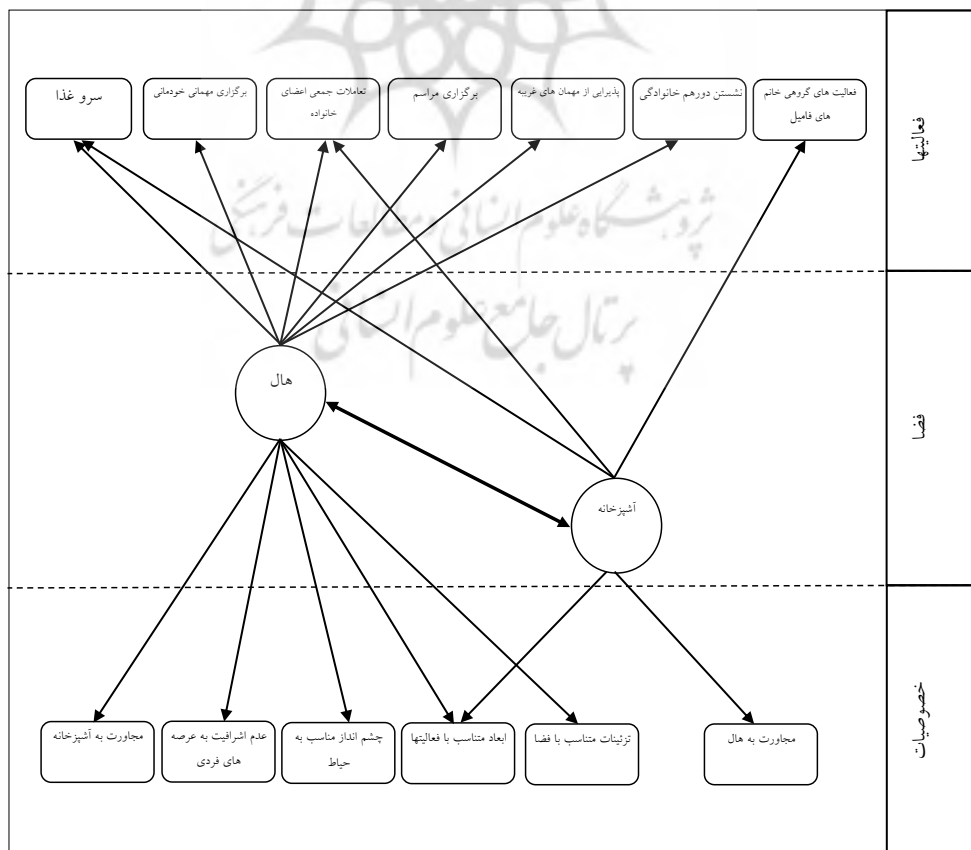 فعالیتها
فعالیت های گروهی خانم
های فامیل
نشستن دورهم خانوادگی
پذیرایی از مهمان های غریبه
برگزاری مراسم
تعاملات جمعی اعضای
خانواده
برگزاری مهمانی خودمانی
سرو غذا
پژوهشگاه علوم انسانی و مطالعات فرهنگی
پرتال جامع علوم انسانی
فضا
هال
آشپزخانه
خصوصیات
مجاورت به هال
تزئینات متناسب با فضا
ابعاد متناسب با فعالیتها
چشم انداز مناسب به
حیاط
عدم اشرافیت به عرصه
های فردی
مجاورت به آشپزخانه